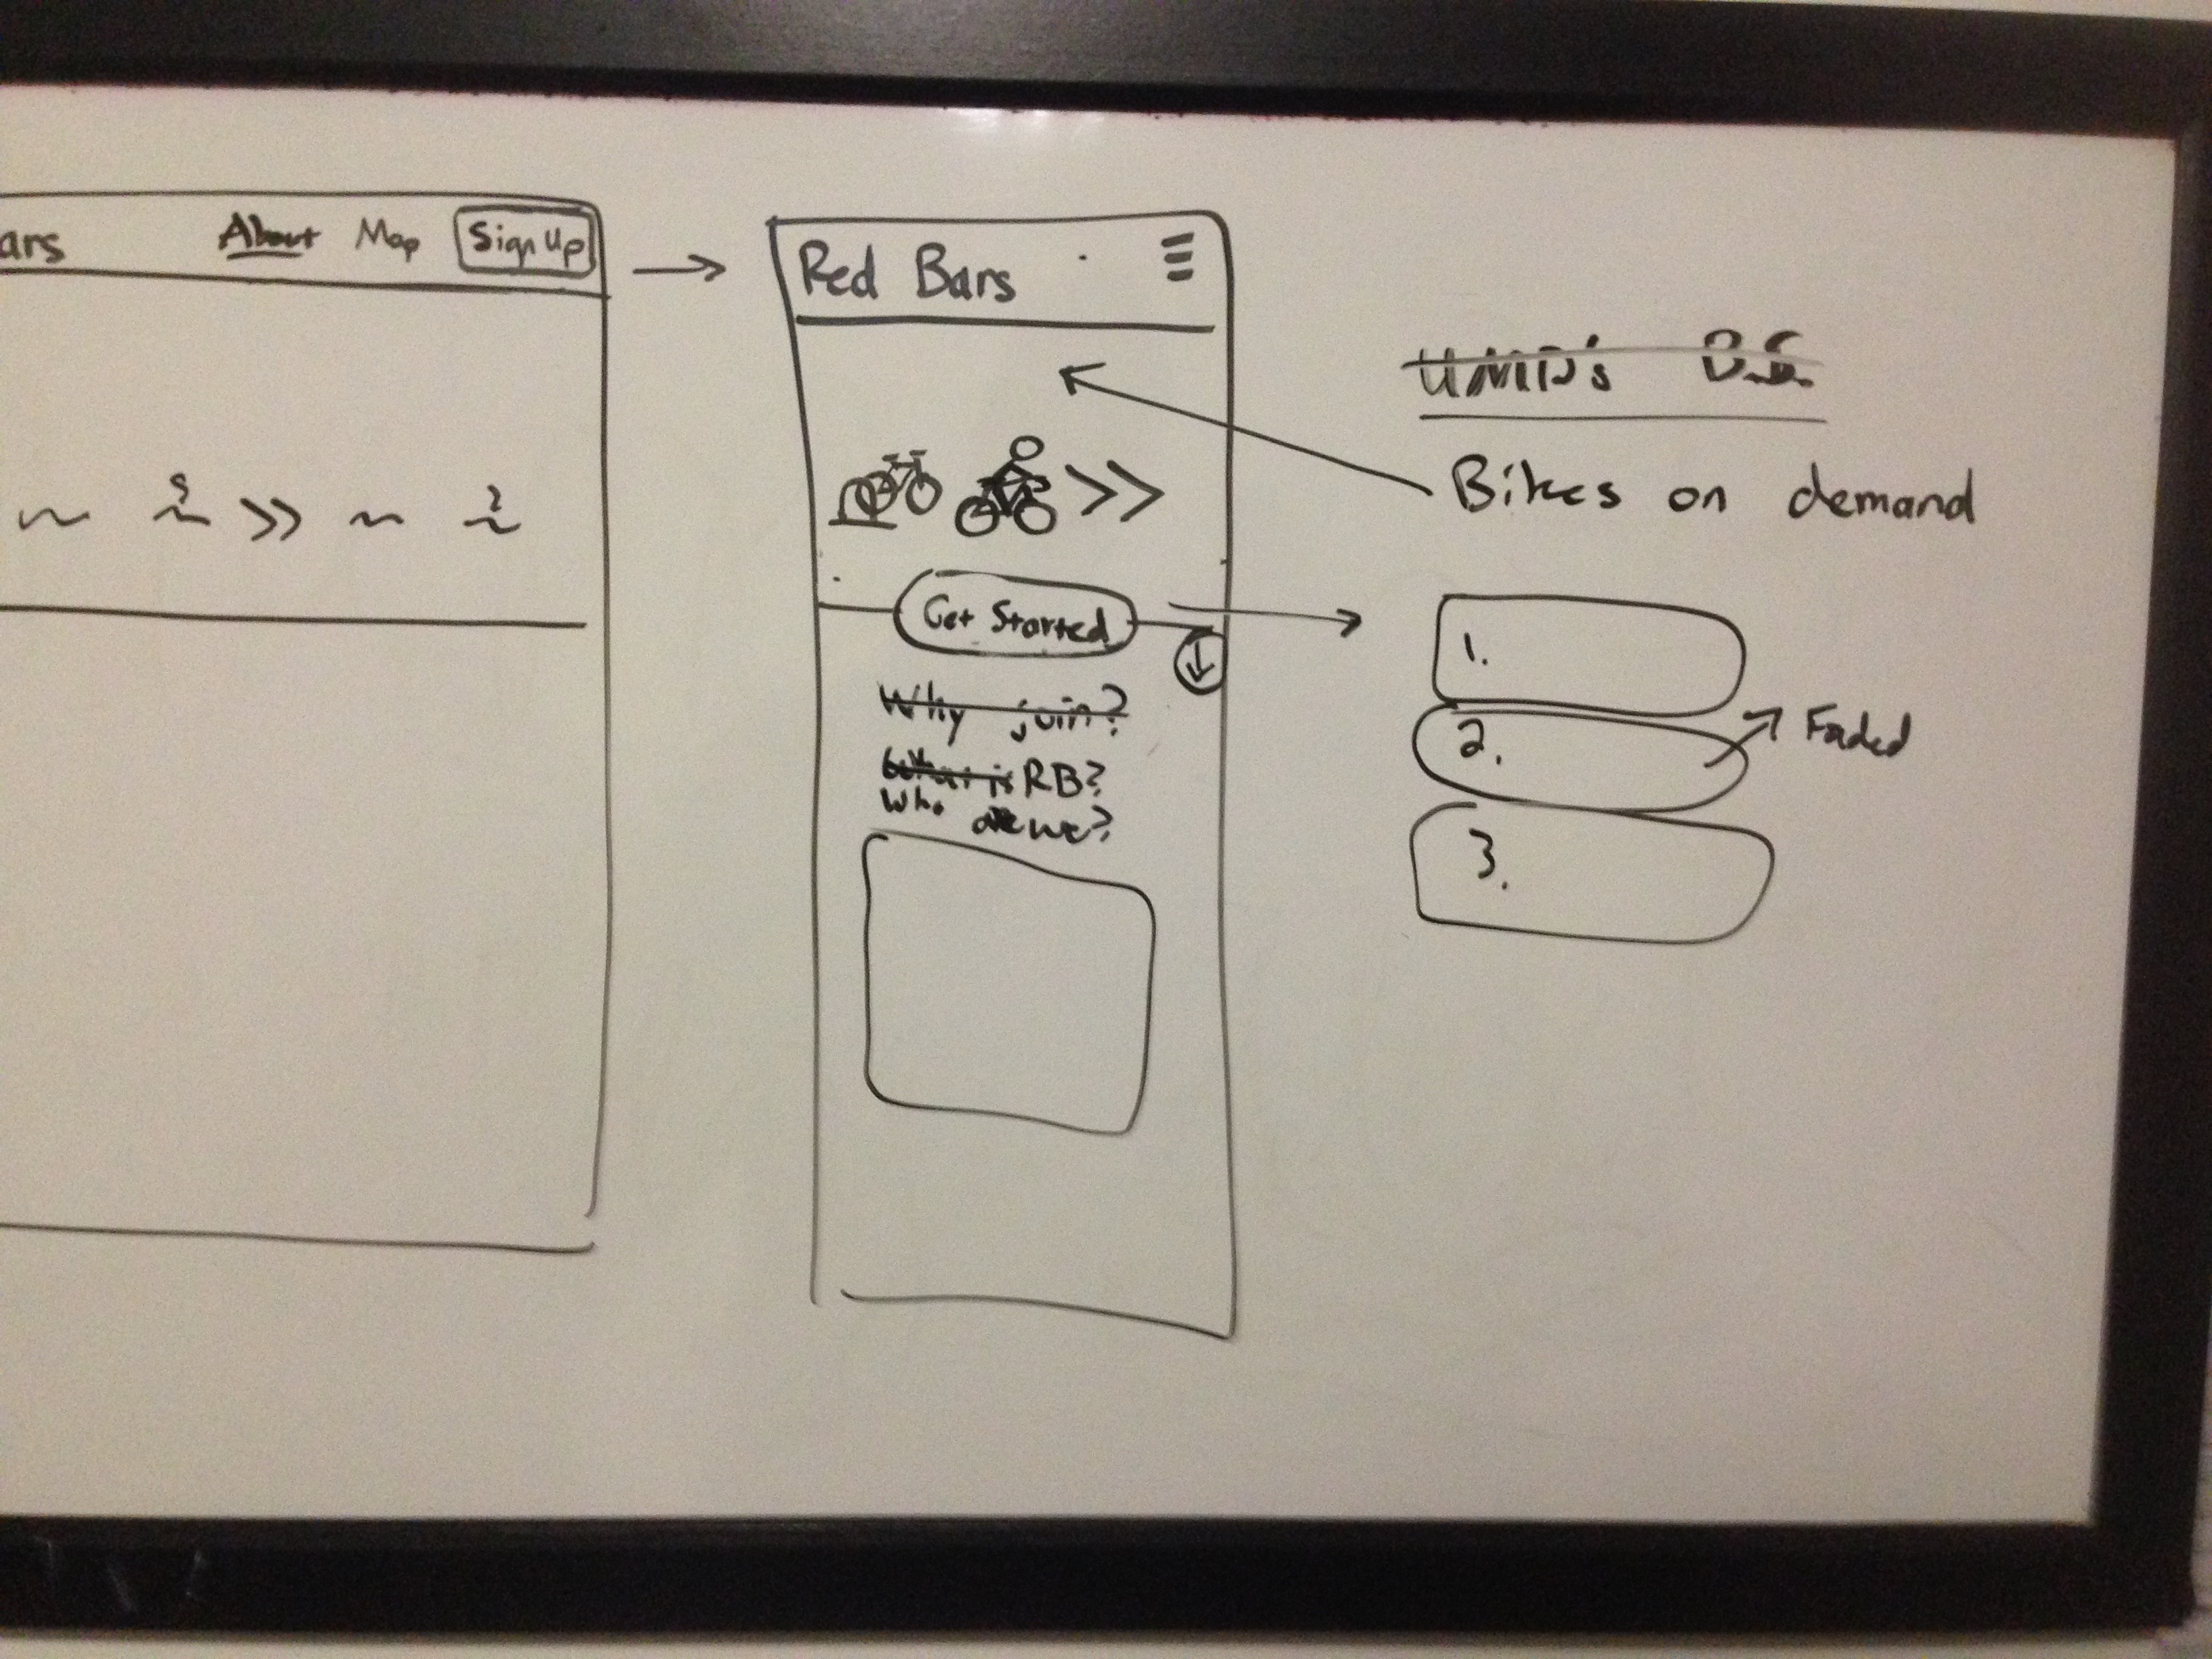 ars About Map Sign Up
Red Bars
UMD's B.S.
Bikes on demand
Get Started
Why join?
What is RB?
Who are we?
1.
2.
Faded
3.